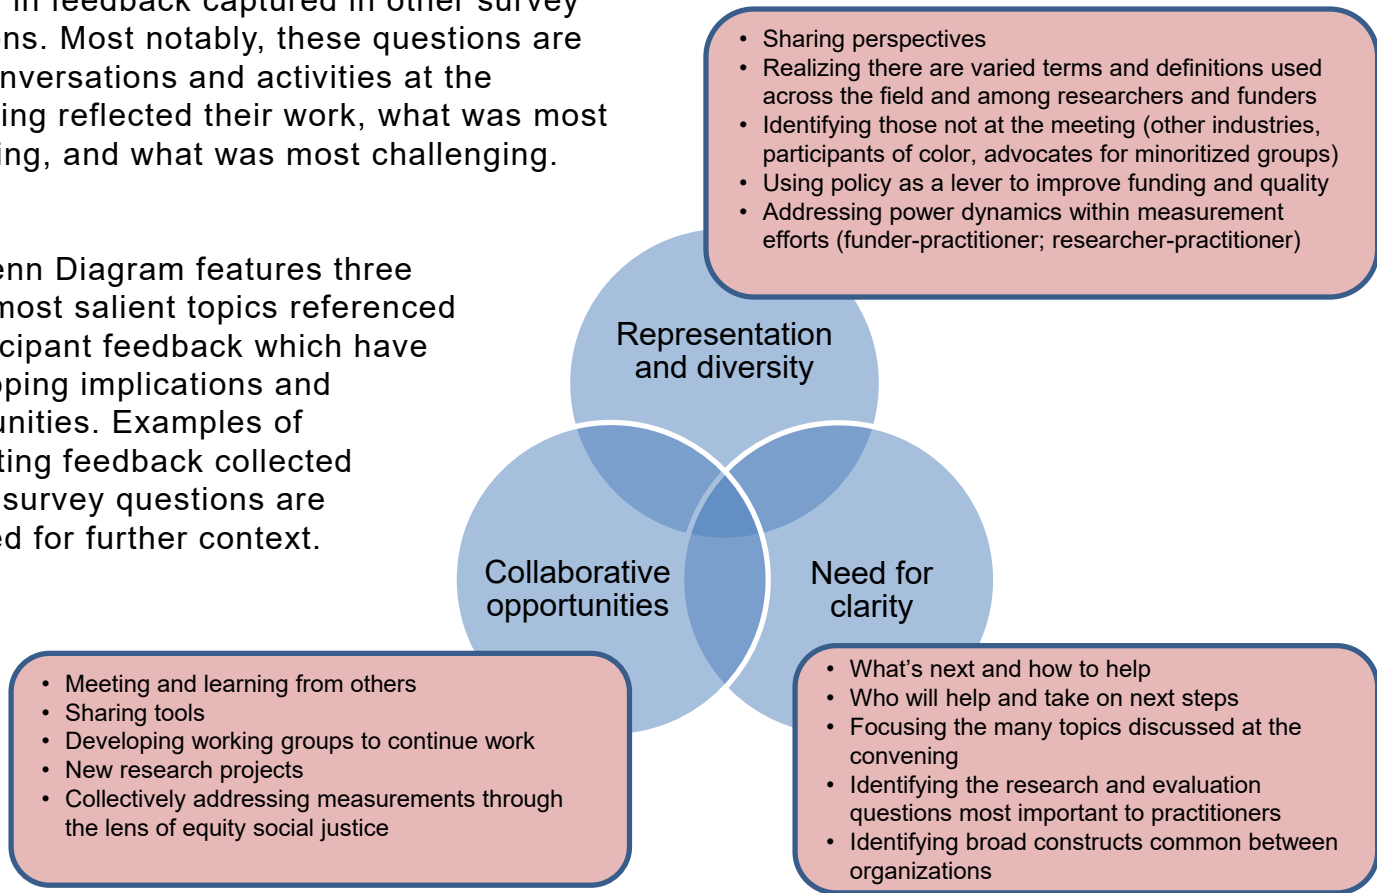 in feedback captured in other survey
ons. Most notably, these questions are
onversations and activities at the
ing reflected their work, what was most
ing, and what was most challenging.
enn Diagram features three
most salient topics referenced
cipant feedback which have
pping implications and
unities. Examples of
ting feedback collected
survey questions are
ed for further context.
• Sharing perspectives
• Realizing there are varied terms and definitions used
across the field and among researchers and funders
• Identifying those not at the meeting (other industries,
participants of color, advocates for minoritized groups)
• Using policy as a lever to improve funding and quality
• Addressing power dynamics within measurement
efforts (funder-practitioner; researcher-practitioner)
Representation
and diversity
Collaborative
opportunities
Need for
clarity
• Meeting and learning from others
• Sharing tools
• Developing working groups to continue work
• New research projects
• Collectively addressing measurements through
the lens of equity social justice
• What’s next and how to help
• Who will help and take on next steps
• Focusing the many topics discussed at the
convening
• Identifying the research and evaluation
questions most important to practitioners
• Identifying broad constructs common between
organizations